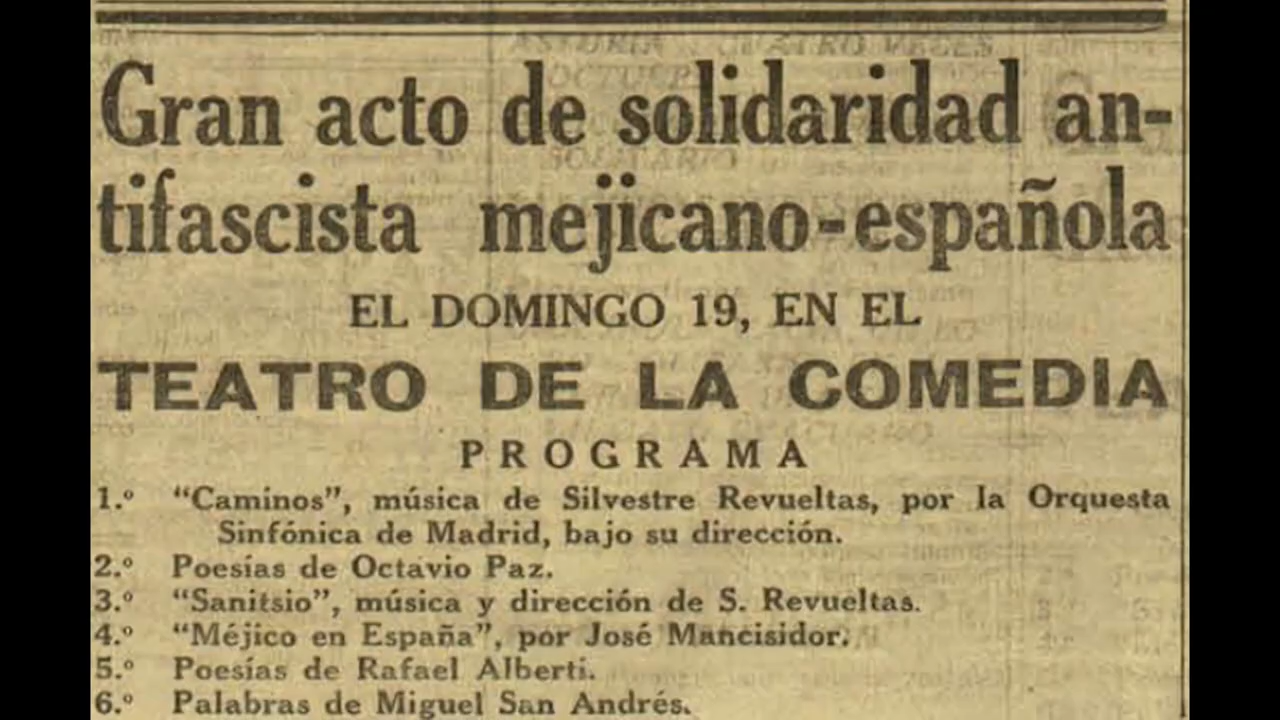 Gran acto de solidaridad an-
tifascista mejicano-española
EL DOMINGO 19, EN EL
TEATRO DE LA COMEDIA
PROGRAMA
1.º “Caminos”, música de Silvestre Revueltas, por la Orquesta
Sinfónica de Madrid, bajo su dirección.
2.º Poesías de Octavio Paz.
3.º “Sanitsio”, música y dirección de S. Revueltas.
4.º “Méjico en España”, por José Mancisidor.
5.º Poesías de Rafael Alberti.
6.º Palabras de Miguel San Andrés.